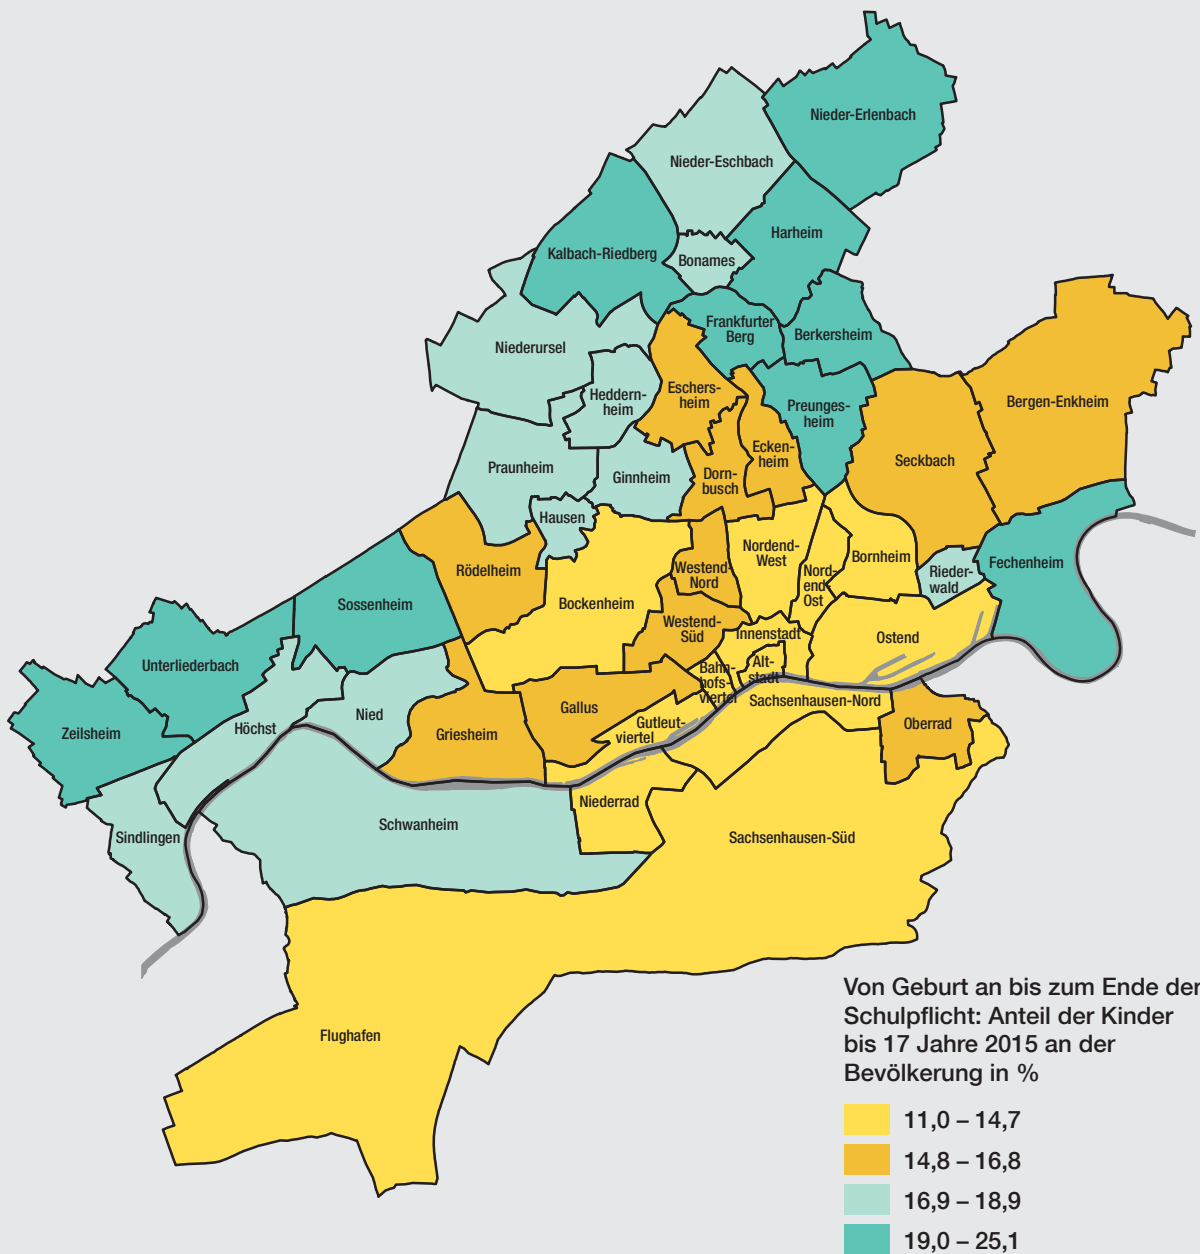 Nieder-Erlenbach
Nieder-Eschbach
Harheim
Kalbach-Riedberg
Bonames
Frankfurter
Berg
Berkersheim
Niederursel
Heddern-
heim
Eschers-
heim
Preunges-
heim
Bergen-Enkheim
Ecken-
heim
Seckbach
Praunheim
Ginnheim
Dorn-
busch
Hausen
Nordend-
West
Bornheim
Fechenheim
Rödelheim
Westend-
Nord
Nord-
end-
Ost
Rieder-
wald
Sossenheim
Bockenheim
Westend-
Süd
Innenstadt
Ostend
Unterliederbach
Bahn-
hofs-
viertel
Alt-
stadt
Zeilsheim
Höchst
Nied
Gallus
Sachsenhausen-Nord
Griesheim
Gutleut-
viertel
Oberrad
Niederrad
Sindlingen
Schwanheim
Sachsenhausen-Süd
Flughafen
Von Geburt an bis zum Ende der
Schulpflicht: Anteil der Kinder
bis 17 Jahre 2015 an der
Bevölkerung in %
11,0 – 14,7
14,8 – 16,8
16,9 – 18,9
19,0 – 25,1